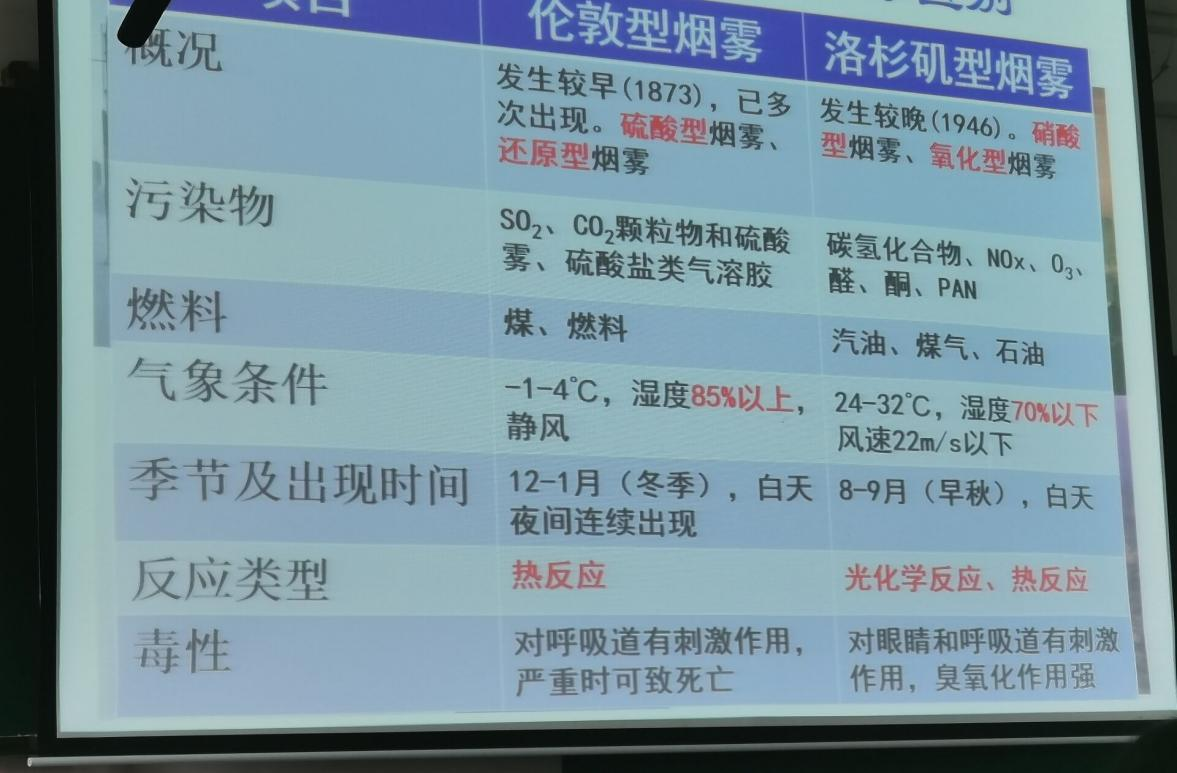 区别
项目 伦敦型烟雾 洛杉矶型烟雾
概况
发生较早(1873)，已多
次出现。硫酸型烟雾、
还原型烟雾
发生较晚(1946)。硝酸
型烟雾、氧化型烟雾
污染物
SO₂、CO₂颗粒物和硫酸
雾、硫酸盐类气溶胶
碳氢化合物、NOx、O₃、
醛、酮、PAN
燃料
煤、燃料
汽油、煤气、石油
气象条件
-1-4℃，湿度85%以上，
静风
24-32℃，湿度70%以下
风速22m/s以下
季节及出现时间
12-1月（冬季），白天
夜间连续出现
8-9月（早秋），白天
反应类型
热反应
光化学反应、热反应
毒性
对呼吸道有刺激作用，
严重时可致死亡
对眼睛和呼吸道有刺激
作用，臭氧化作用强